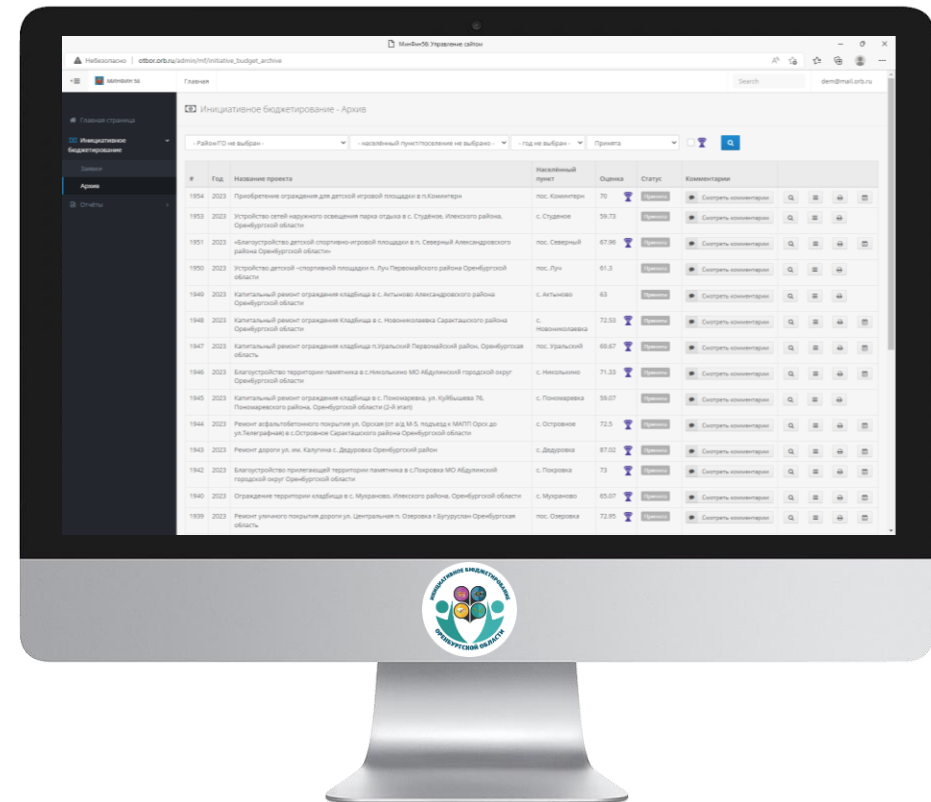 МинФин56: Управление сайтом
Небезопасно | otbor.orb.ru/admin/mf/initiative_budget_archive
МИНФИН 56 Главная Search dem@mail.orb.ru
Главная страница
Инициативное бюджетирование - Архив
Инициативное
бюджетирование
Заявки
Архив
Отчёты
- Район/ГО не выбран - - населённый пункт/поселение не выбрано - - год не выбран - Принята
# Год Название проекта Населённый пункт Оценка Статус Комментарии
1954 2023 Приобретение ограждения для детской игровой площадки в п.Коминтерн пос. Коминтерн 70 Принята Смотреть комментарии
1953 2023 Устройство сетей наружного освещения парка отдыха в с. Студёное, Илекского района, с. Студеное 59.73 Принята Смотреть комментарии
Оренбургской области
1951 2023 «Благоустройство детской спортивно-игровой площадки в п. Северный Александровского пос. Северный 67.96 Принята Смотреть комментарии
района Оренбургской области»
1950 2023 Устройство детской -спортивной площадки п. Луч Первомайского района Оренбургской пос. Луч 61.3 Принята Смотреть комментарии
области
1949 2023 Капитальный ремонт ограждения кладбища в с. Актыново Александровского района с. Актыново 63 Принята Смотреть комментарии
Оренбургской области
1948 2023 Капитальный ремонт ограждения Кладбища в с. Новониколаевка Саракташского района с. Новониколаевка 72.53 Принята Смотреть комментарии
Оренбургской области
1947 2023 Капитальный ремонт ограждения кладбища п.Уральский Первомайский район, Оренбургская пос. Уральский 69.67 Принята Смотреть комментарии
область
1946 2023 Благоустройство территории памятника в с.Николькино МО Абдулинский городской округ с. Николькино 71.33 Принята Смотреть комментарии
Оренбургской области
1945 2023 Капитальный ремонт ограждения кладбища в с. Пономаревка, ул. Куйбышева 76, с. Пономаревка 59.07 Принята Смотреть комментарии
Пономаревского района, Оренбургской области (2-й этап)
1944 2023 Ремонт асфальтобетонного покрытия ул. Орская (от а/д М-5, подъезд к МАПП Орск до с. Островное 72.5 Принята Смотреть комментарии
ул.Телеграфная) в с.Островное Саракташского района Оренбургской области
1943 2023 Ремонт дороги ул. им. Калугина с. Дедуровка Оренбургский район с. Дедуровка 87.02 Принята Смотреть комментарии
1942 2023 Благоустройство прилегающей территории памятника в с.Покровка МО Абдулинский с. Покровка 73 Принята Смотреть комментарии
городской округ Оренбургской области
1940 2023 Ограждение территории кладбища в с. Мухраново, Илекского района, Оренбургской области с. Мухраново 65.07 Принята Смотреть комментарии
1939 2023 Ремонт уличного покрытия дороги ул. Центральная п. Озеровка г.Бугуруслан Оренбургская пос. Озеровка 72.95 Принята Смотреть комментарии
область
ИНИЦИАТИВНОЕ БЮДЖЕТИРОВАНИЕ
ОРЕНБУРГСКОЙ ОБЛАСТИ